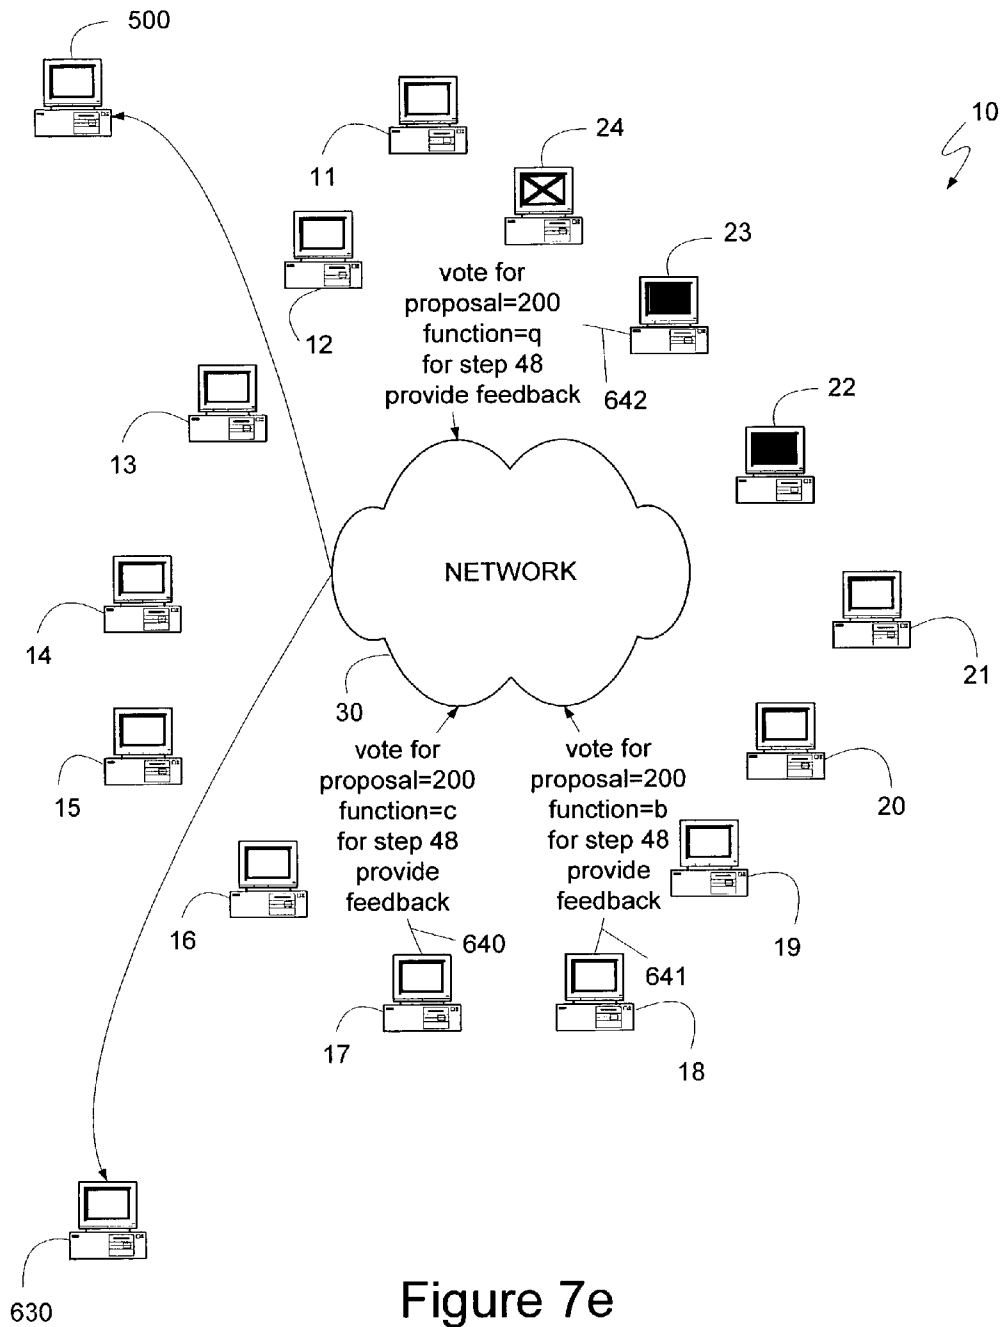 500
10
11
24
12
23
vote for
proposal=200
function=q
for step 48
provide feedback
642
13
22
NETWORK
14
21
30
15
20
vote for
proposal=200
function=c
for step 48
provide
feedback
vote for
proposal=200
function=b
for step 48
provide
feedback
16
19
640
641
17
18
630
Figure 7e